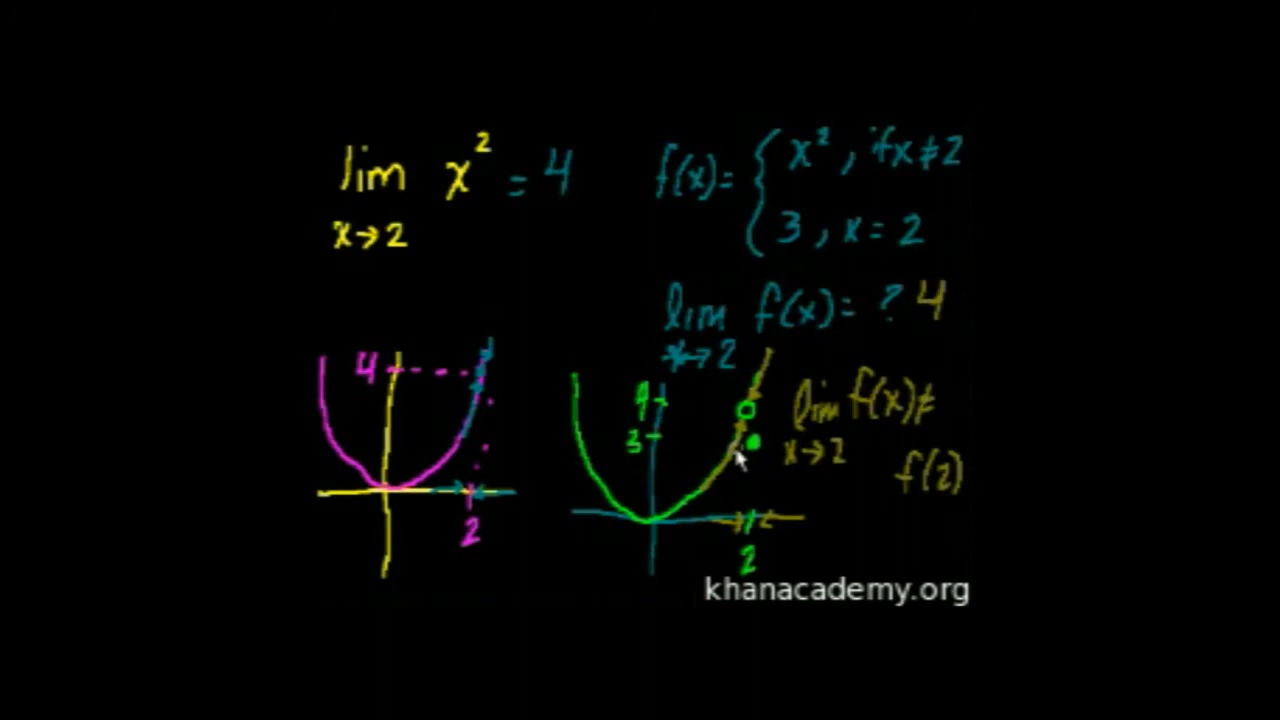 lim x² = 4
x→2
f(x)= { x², if x≠2
3, x = 2
lim f(x)= ? 4
x→2
4
2
4
3
2
lim f(x)≠
x→2
f(2)
khanacademy.org